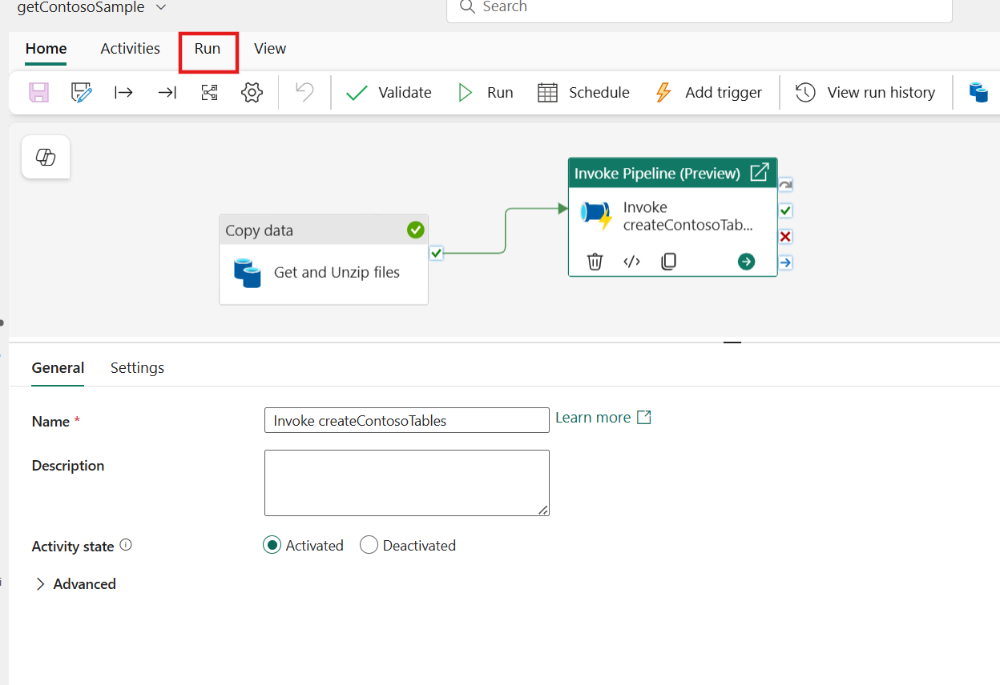 getContosoSample
Search
Home Activities Run View
Validate Run Schedule Add trigger View run history
Invoke Pipeline (Preview)
Invoke
createContosoTab...
Copy data
Get and Unzip files
General Settings
Name * Invoke createContosoTables Learn more
Description
Activity state Activated Deactivated
Advanced